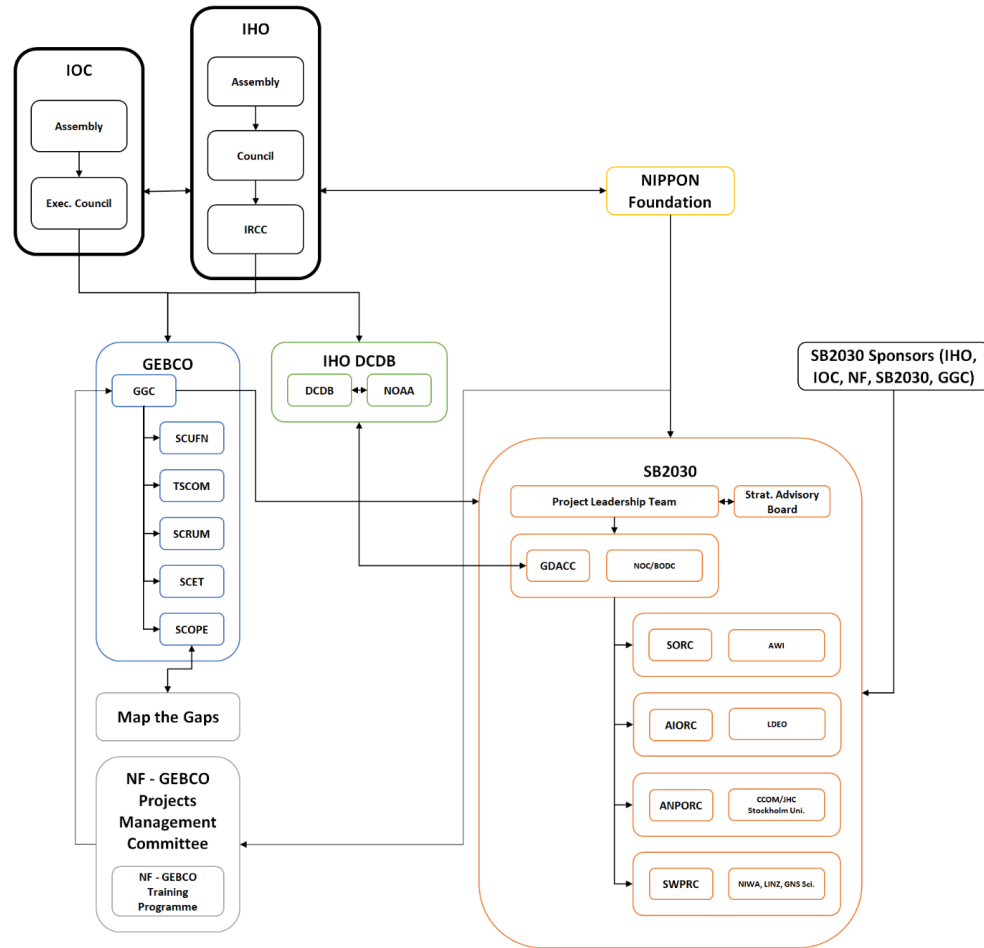 IOC
Assembly
Exec. Council
IHO
Assembly
Council
IRCC
NIPPON
Foundation
GEBCO
GGC
SCUFN
TSCOM
SCRUM
SCET
SCOPE
IHO DCDB
DCDB
NOAA
SB2030 Sponsors (IHO,
IOC, NF, SB2030, GGC)
SB2030
Project Leadership Team
Strat. Advisory
Board
GDACC
NOC/BODC
SORC
AWI
AIORC
LDEO
ANPORC
CCOM/JHC
Stockholm Uni.
SWPRC
NIWA, LINZ, GNS Sci.
Map the Gaps
NF - GEBCO
Projects
Management
Committee
NF - GEBCO
Training
Programme